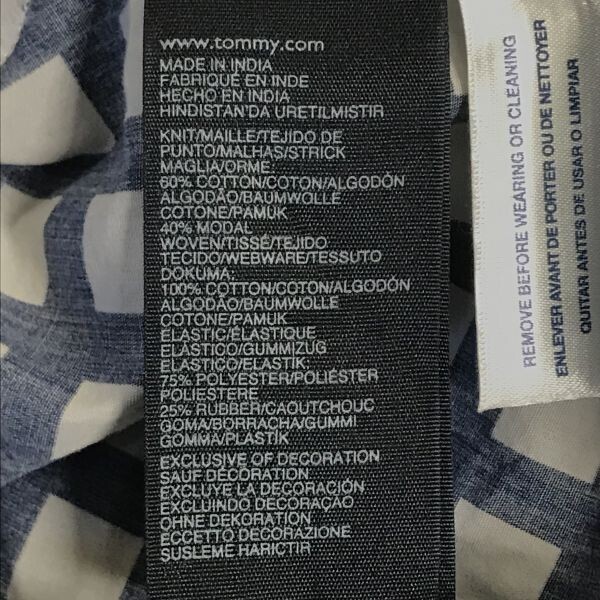 www.tommy.com
MADE IN INDIA
FABRIQUÉ EN INDE
HECHO EN INDIA
HINDISTAN'DA URETILMISTIR
KNIT/MAILLE/TEJIDO DE
PUNTO/MALHAS/STRICK
MAGLIA/ORME
60% COTTON/COTON/ALGODÓN
ALGODÃO/BAUMWOLLE
COTONE/PAMUK
40% MODAL
WOVEN/TISSÉ/TEJIDO
TECIDO/WEBWARE/TESSUTO
DOKUMA:
100% COTTON/COTON/ALGODÓN
ALGODÃO/BAUMWOLLE
COTONE/PAMUK
ELASTIC/ÉLASTIQUE
ELÁSTICO/GUMMIZUG
ELASTICO/ELASTIK:
75% POLYESTER/POLIÉSTER
POLIESTERE
25% RUBBER/CAOUTCHOUC
GOMA/BORRACHA/GUMMI
GOMMA/PLASTİK
EXCLUSIVE OF DECORATION
SAUF DÉCORATION
EXCLUYE LA DECORACIÓN
EXCLUINDO DECORAÇÃO
OHNE DEKORATION
ECCETTO DECORAZIONE
SUSLEME HARICTIR
REMOVE BEFORE WEARING OR CLEANING
ENLEVER AVANT DE PORTER OU DE NETTOYER
QUITAR ANTES DE USAR O LIMPIAR